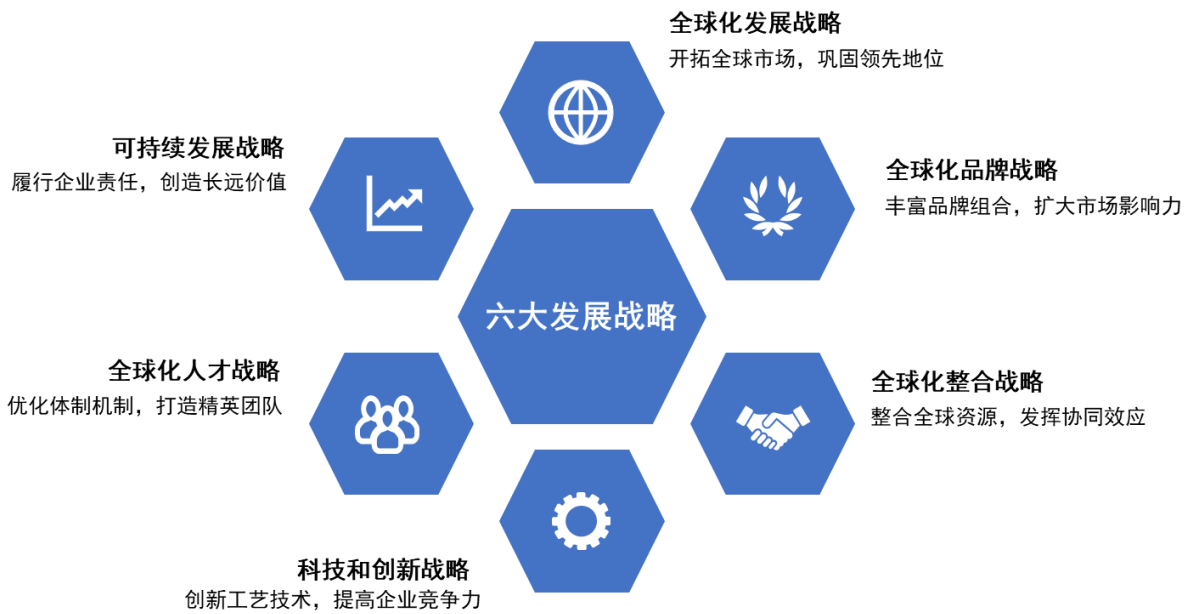 全球化发展战略
开拓全球市场，巩固领先地位
可持续发展战略
履行企业责任，创造长远价值
全球化品牌战略
丰富品牌组合，扩大市场影响力
六大发展战略
全球化人才战略
优化体制机制，打造精英团队
全球化整合战略
整合全球资源，发挥协同效应
科技和创新战略
创新工艺技术，提高企业竞争力